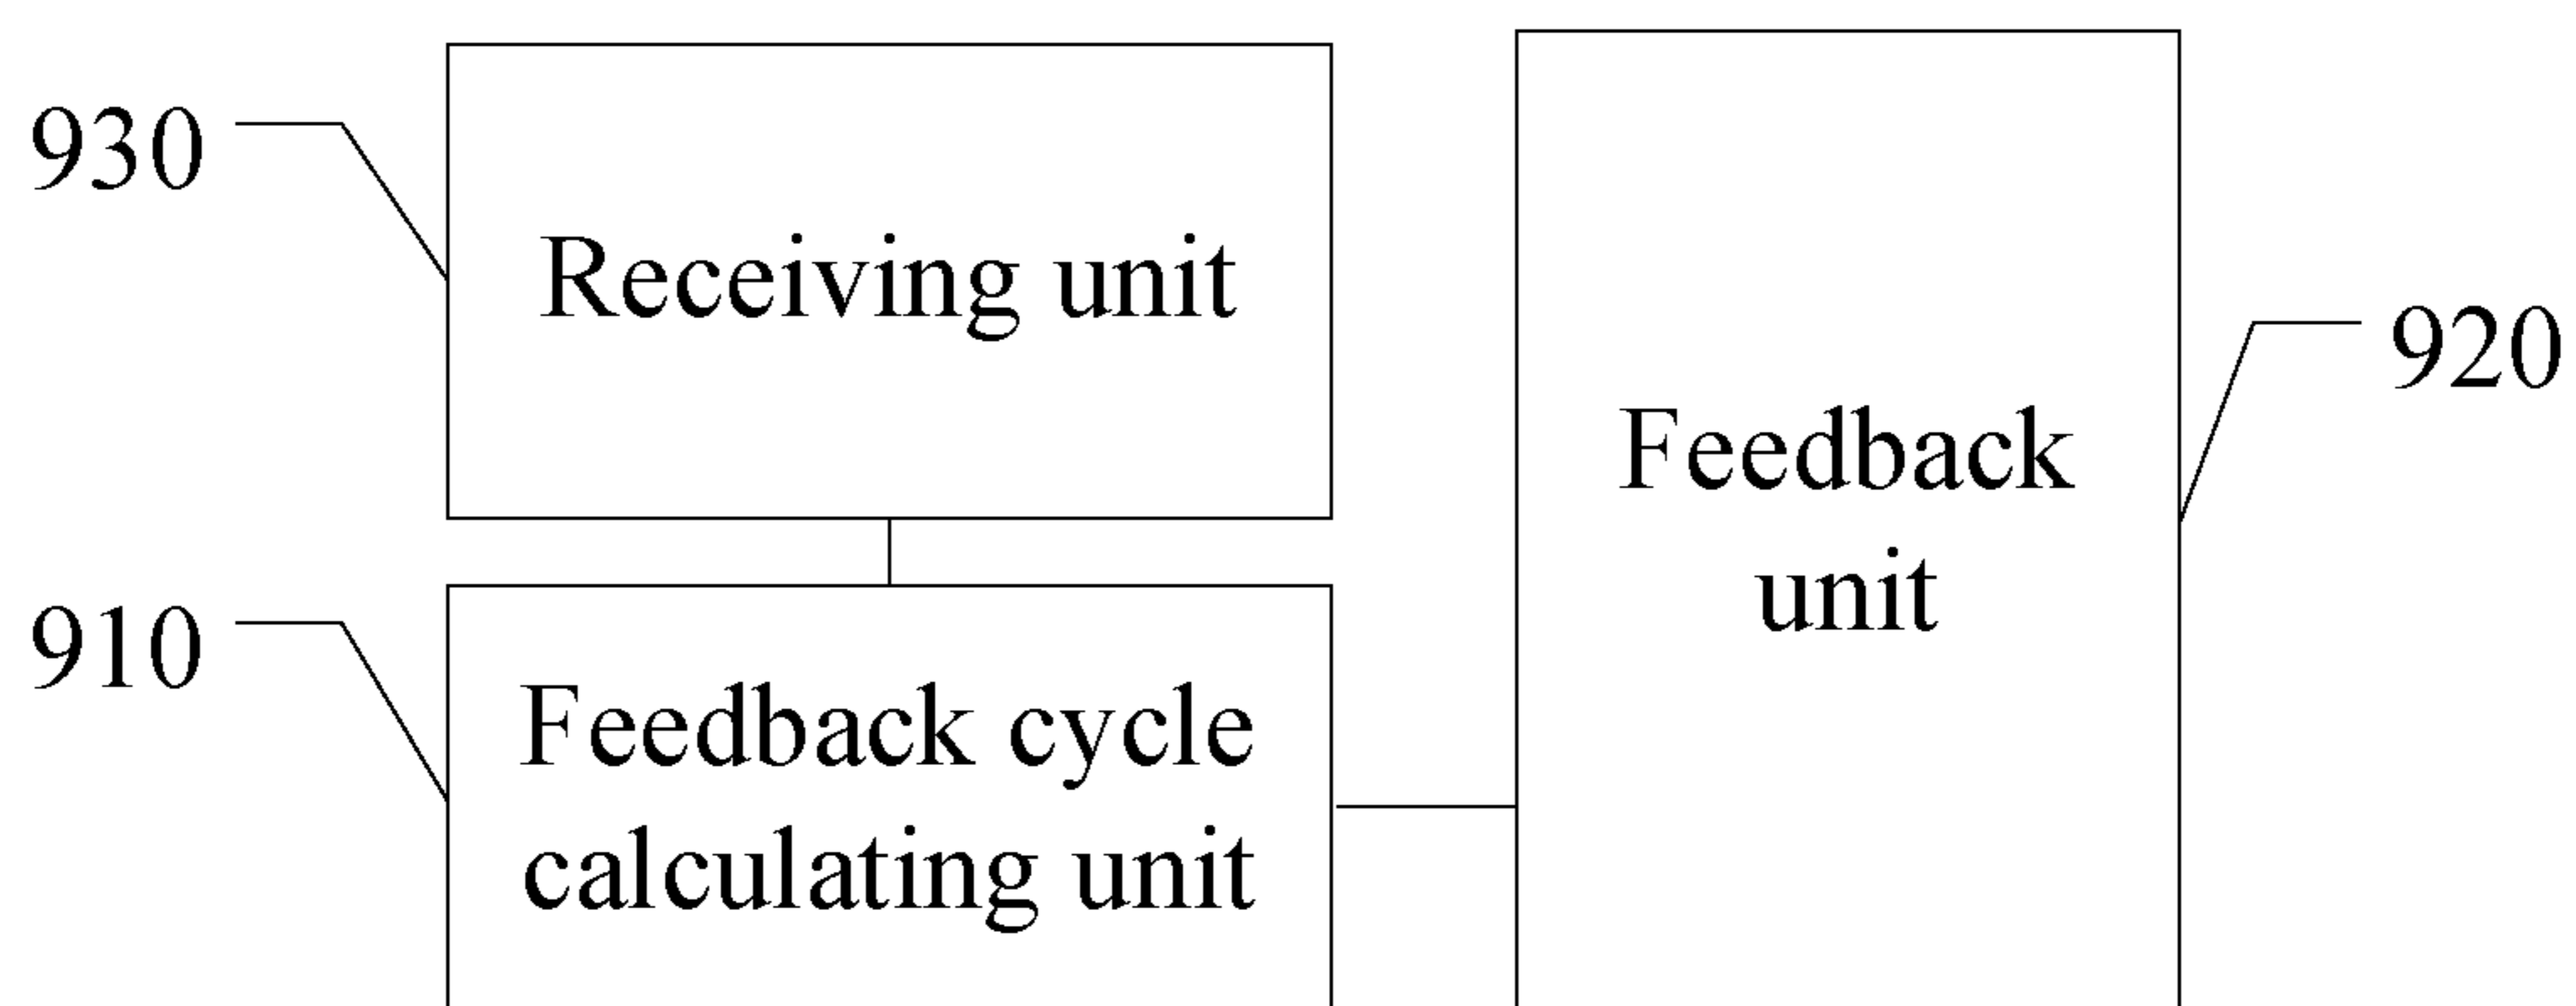 930
Receiving unit
Feedback
unit
920
910
Feedback cycle
calculating unit